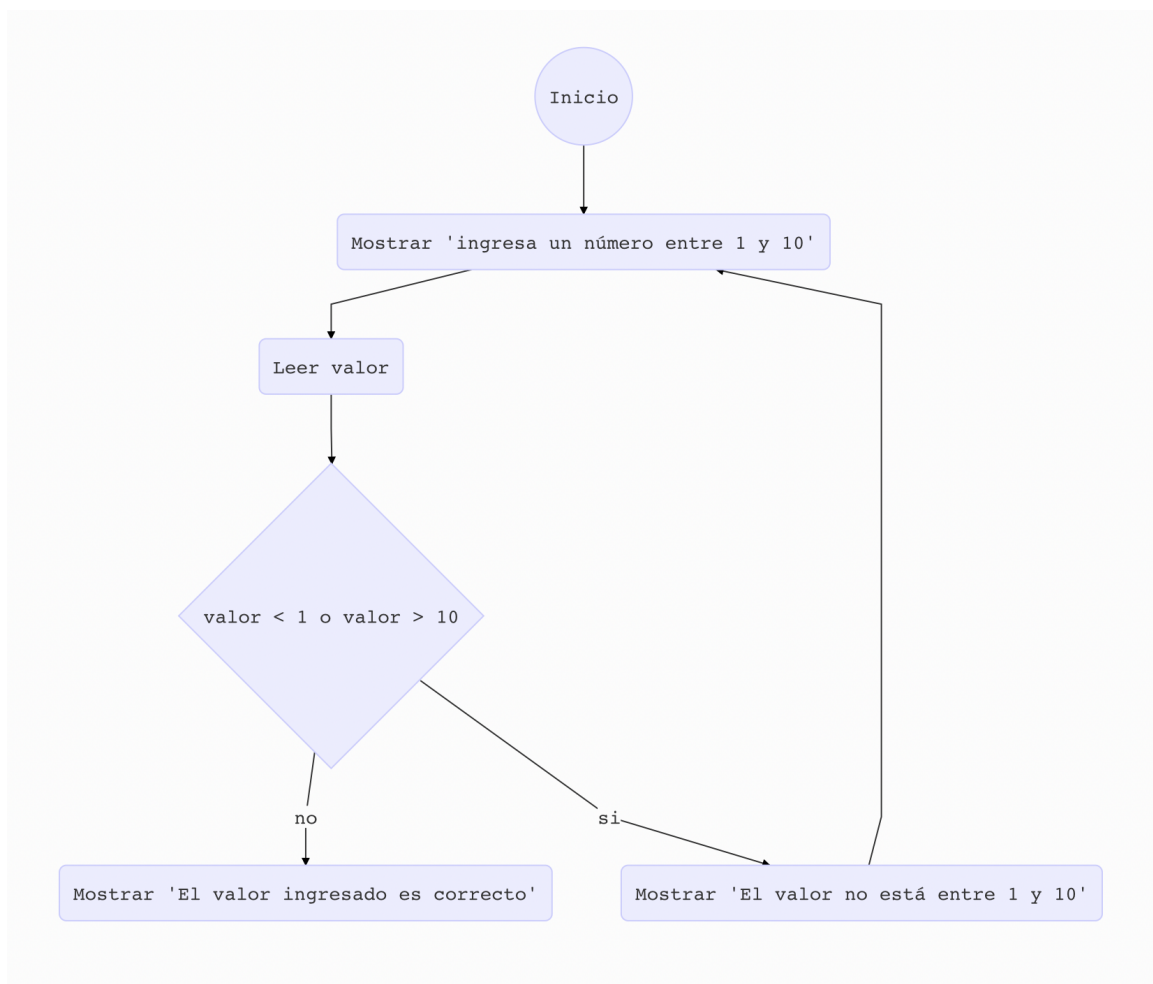 Inicio
Mostrar 'ingresa un número entre 1 y 10'
Leer valor
valor < 1 o valor > 10
no
si
Mostrar 'El valor ingresado es correcto'
Mostrar 'El valor no está entre 1 y 10'